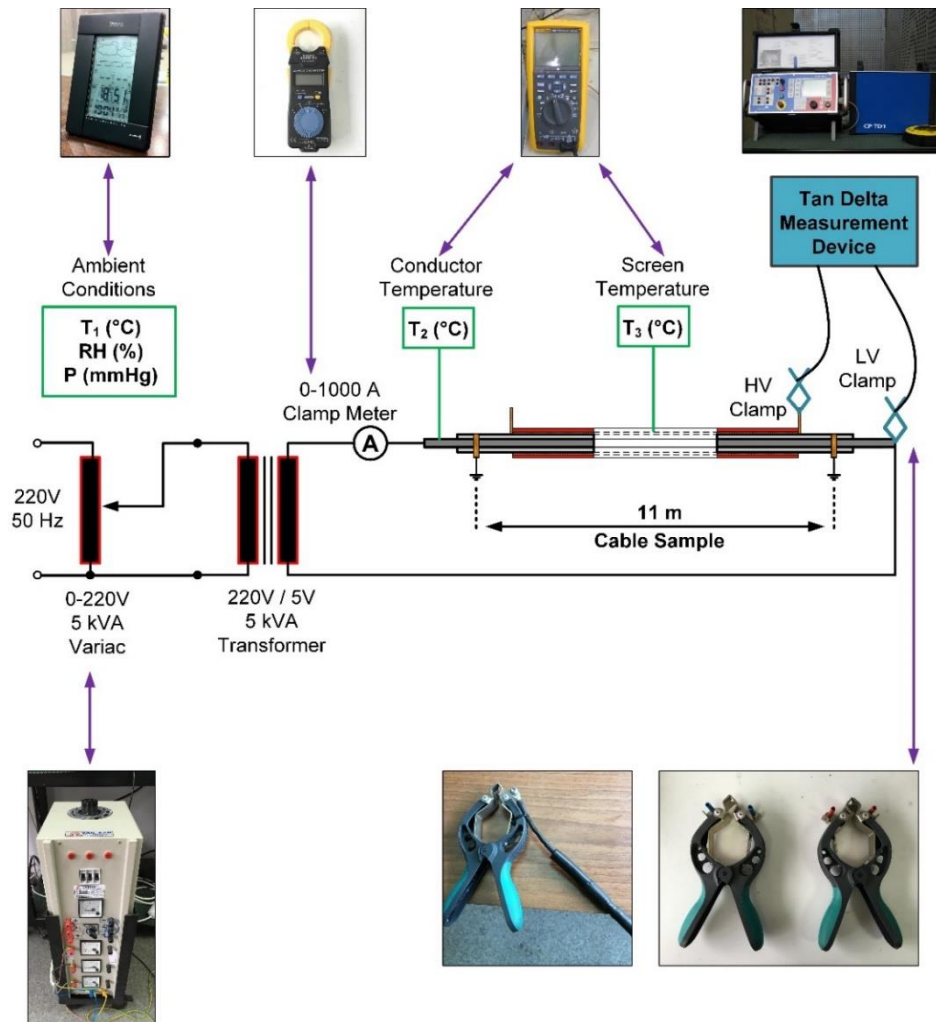 Tan Delta
Measurement
Device
Ambient
Conditions
T₁ (°C)
RH (%)
P (mmHg)
Conductor
Temperature
T₂ (°C)
Screen
Temperature
T₃ (°C)
0-1000 A
Clamp Meter
A
HV
Clamp
LV
Clamp
220V
50 Hz
11 m
Cable Sample
0-220V
5 kVA
Variac
220V / 5V
5 kVA
Transformer